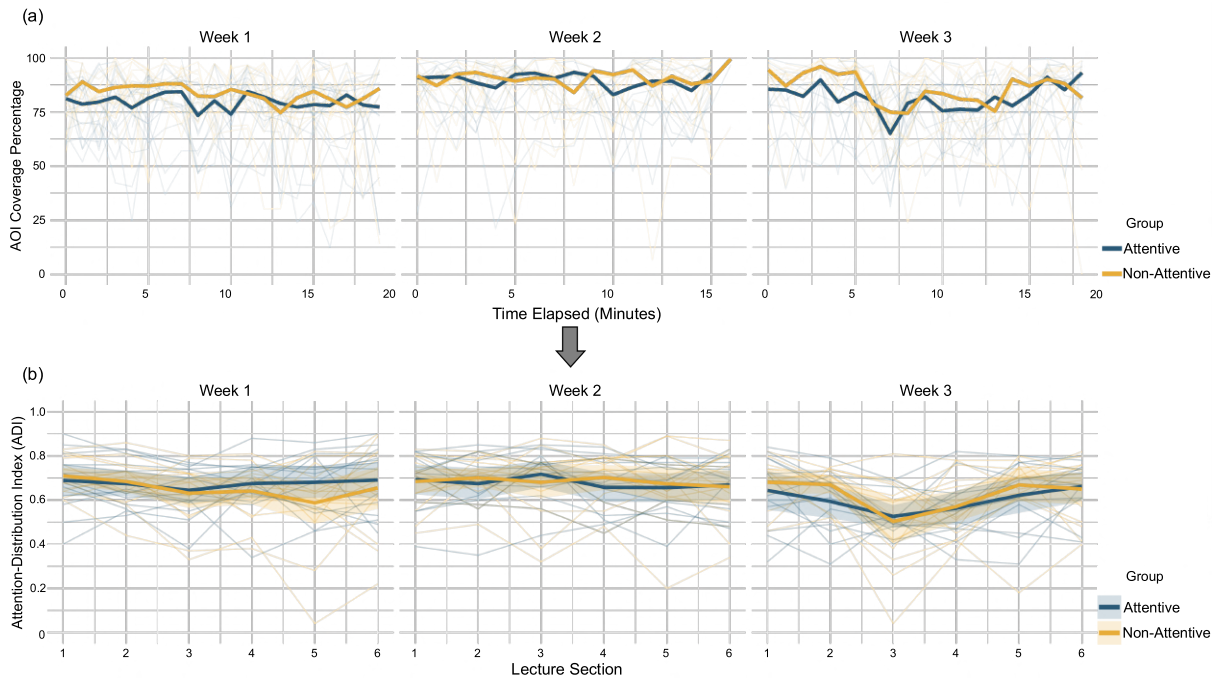 (a)
Week 1
Week 2
Week 3
AOI Coverage Percentage
100
75
50
25
0
0 5 10 15 20
0 5 10 15
0 5 10 15 20
Time Elapsed (Minutes)
Group
Attentive
Non-Attentive
(b)
Week 1
Week 2
Week 3
Attention-Distribution Index (ADI)
1.0
0.8
0.6
0.4
0.2
0
1 2 3 4 5 6
1 2 3 4 5 6
1 2 3 4 5 6
Lecture Section
Group
Attentive
Non-Attentive